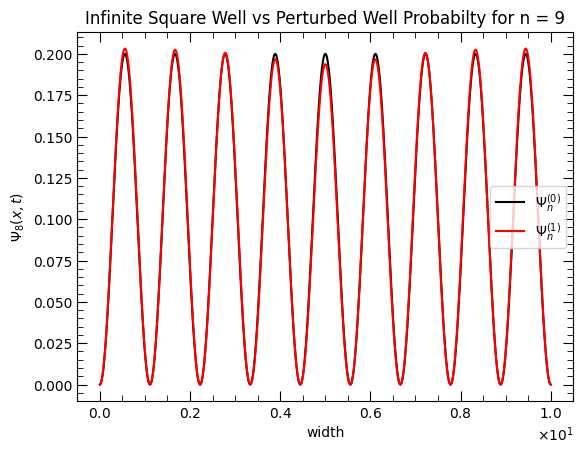 Infinite Square Well vs Perturbed Well Probabilty for n = 9
Ψ₈(x, t)
0.200
0.175
0.150
0.125
0.100
0.075
0.050
0.025
0.000
Ψₙ⁽⁰⁾
Ψₙ⁽¹⁾
0.0 0.2 0.4 0.6 0.8 1.0
width
×10¹